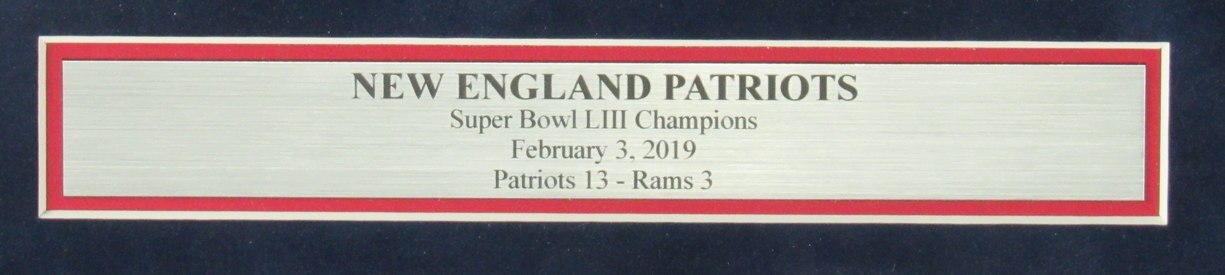 NEW ENGLAND PATRIOTS
Super Bowl LIII Champions
February 3, 2019
Patriots 13 - Rams 3